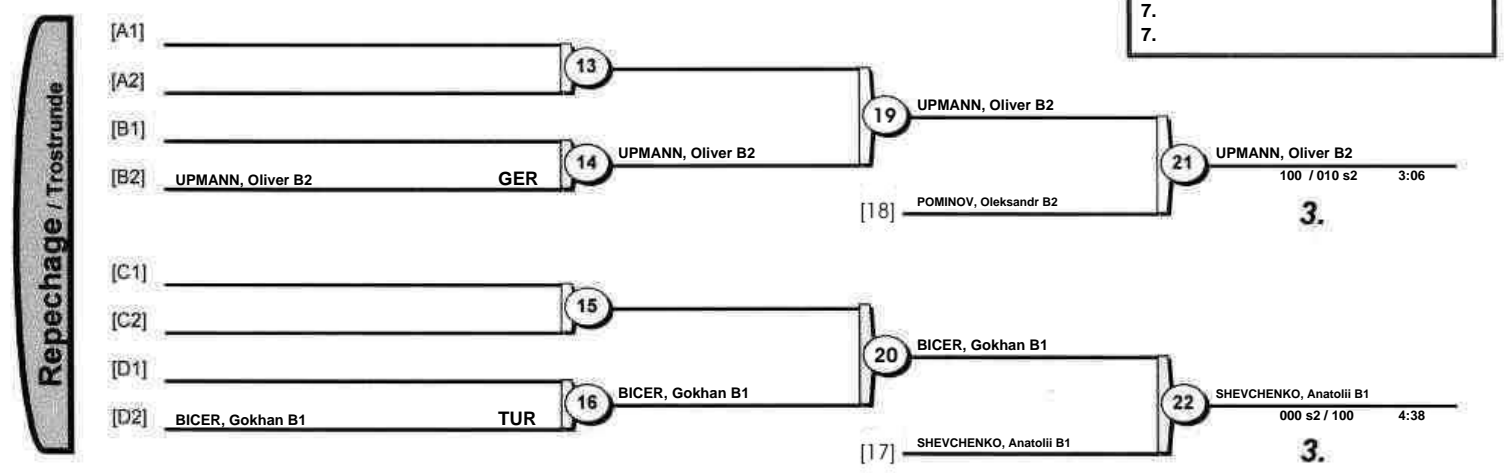 7.
7.
Repechage / Trostrunde
[A1]
13
[A2]
19
UPMANN, Oliver B2
[B1]
14
UPMANN, Oliver B2
[B2]
UPMANN, Oliver B2 GER
21
UPMANN, Oliver B2
100 / 010 s2 3:06
[18]
POMINOV, Oleksandr B2
3.
[C1]
15
[C2]
20
BICER, Gokhan B1
[D1]
16
BICER, Gokhan B1
[D2]
BICER, Gokhan B1 TUR
22
SHEVCHENKO, Anatolii B1
000 s2 / 100 4:38
[17]
SHEVCHENKO, Anatolii B1
3.